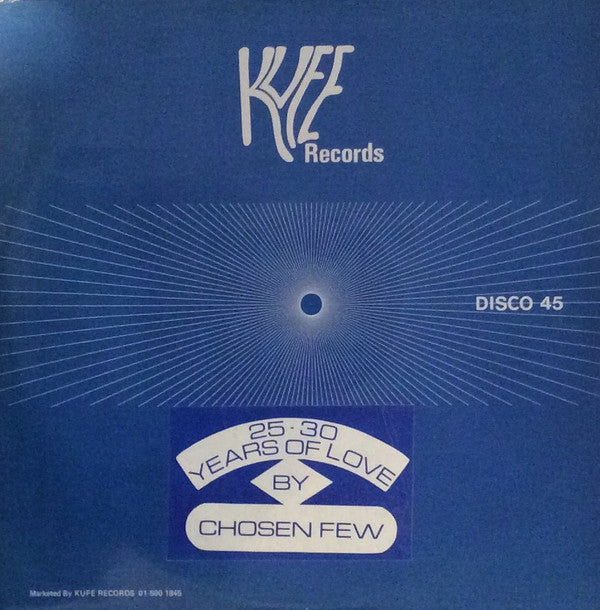 KUFE
Records
DISCO 45
25-30
YEARS OF LOVE
BY
CHOSEN FEW
Marketed By KUFE RECORDS 01 500 1845